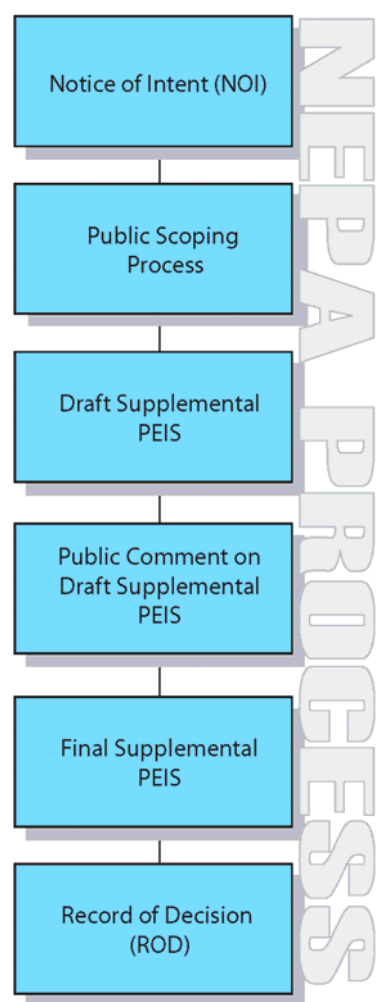 Notice of Intent (NOI)
Public Scoping
Process
Draft Supplemental
PEIS
Public Comment on
Draft Supplemental
PEIS
Final Supplemental
PEIS
Record of Decision
(ROD)
NEPA PROCESS